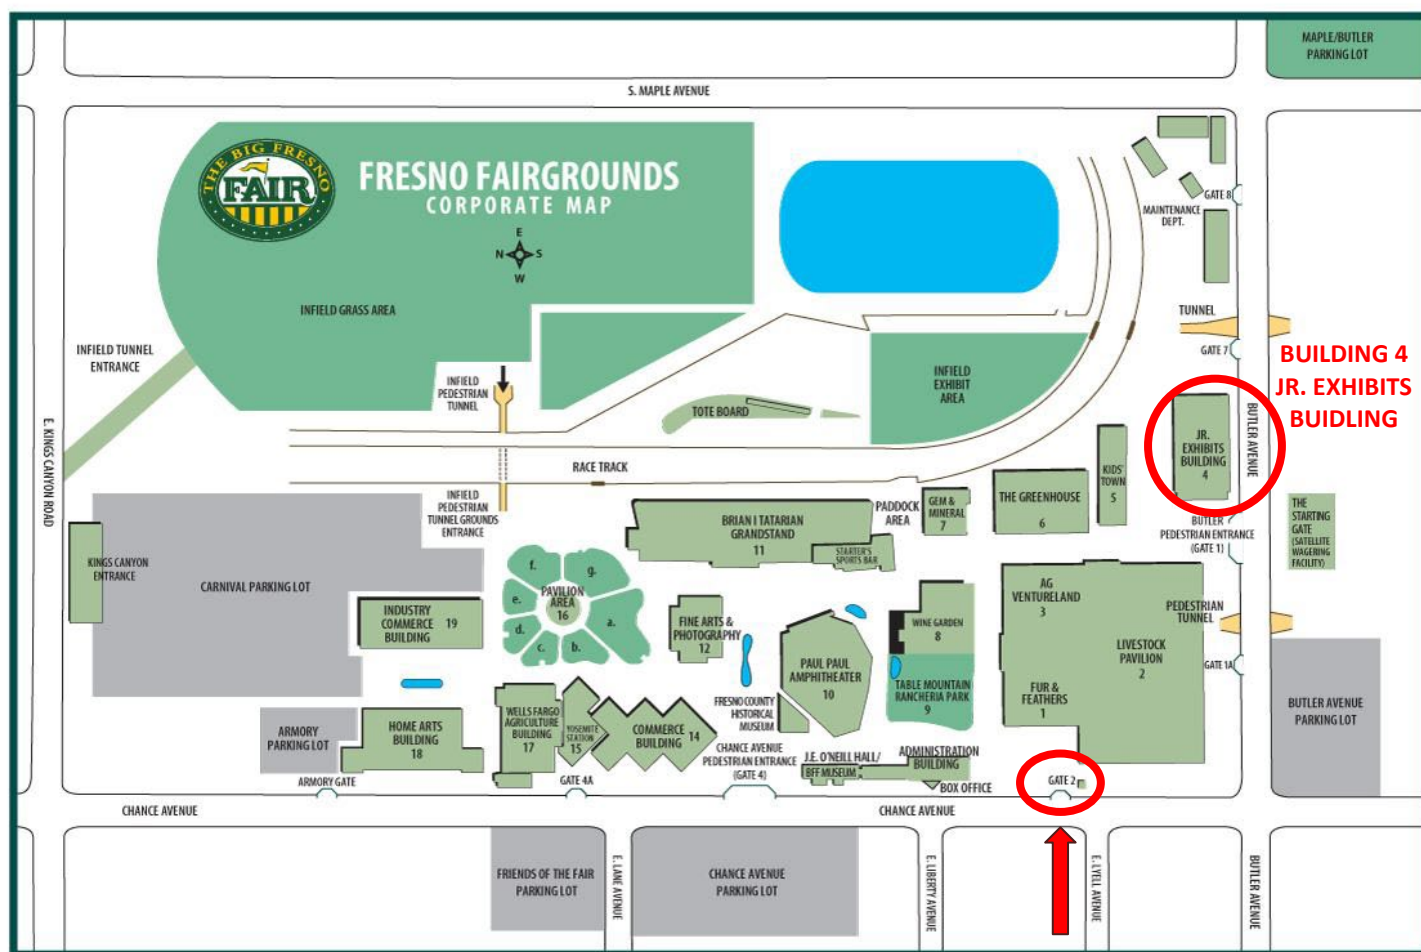 MAPLE/BUTLER
PARKING LOT
S. MAPLE AVENUE
THE BIG FRESNO
FAIR
FRESNO FAIRGROUNDS
CORPORATE MAP
E
N
S
W
GATE 8
MAINTENANCE
DEPT.
INFIELD GRASS AREA
TUNNEL
INFIELD TUNNEL
ENTRANCE
GATE 7
BUILDING 4
JR. EXHIBITS
BUIDLING
INFIELD
PEDESTRIAN
TUNNEL
INFIELD
EXHIBIT
AREA
TOTE BOARD
E. KINGS CANYON ROAD
BUTLER AVENUE
JR.
EXHIBITS
BUILDING
4
RACE TRACK
KIDS'
TOWN
5
INFIELD
PEDESTRIAN
TUNNEL GROUNDS
ENTRANCE
PADDOCK
AREA
GEM &
MINERAL
7
THE GREENHOUSE
6
BRIAN I TATARIAN
GRANDSTAND
11
STARTER'S
SPORTS BAR
BUTLER
PEDESTRIAN ENTRANCE
(GATE 1)
THE
STARTING
GATE
(SATELLITE
WAGERING
FACILITY)
KINGS CANYON
ENTRANCE
CARNIVAL PARKING LOT
f.
g.
e.
PAVILION
AREA
16
a.
d.
c.
b.
INDUSTRY
COMMERCE
BUILDING
19
FINE ARTS &
PHOTOGRAPHY
12
WINE GARDEN
8
AG
VENTURELAND
3
PEDESTRIAN
TUNNEL
LIVESTOCK
PAVILION
2
GATE 1A
PAUL PAUL
AMPHITHEATER
10
TABLE MOUNTAIN
RANCHERIA PARK
9
FUR &
FEATHERS
1
BUTLER AVENUE
PARKING LOT
FRESNO COUNTY
HISTORICAL
MUSEUM
ARMORY
PARKING LOT
HOME ARTS
BUILDING
18
WELLS FARGO
AGRICULTURE
BUILDING
17
YOSEMITE
STATION
15
COMMERCE
BUILDING
14
CHANCE AVENUE
PEDESTRIAN ENTRANCE
(GATE 4)
J.E. O'NEILL HALL/
BFF MUSEUM
ADMINISTRATION
BUILDING
BOX OFFICE
ARMORY GATE
GATE 4A
GATE 2
CHANCE AVENUE
CHANCE AVENUE
FRIENDS OF THE FAIR
PARKING LOT
E. LANE AVENUE
CHANCE AVENUE
PARKING LOT
E. LIBERTY AVENUE
E. LYELL AVENUE
BUTLER AVENUE